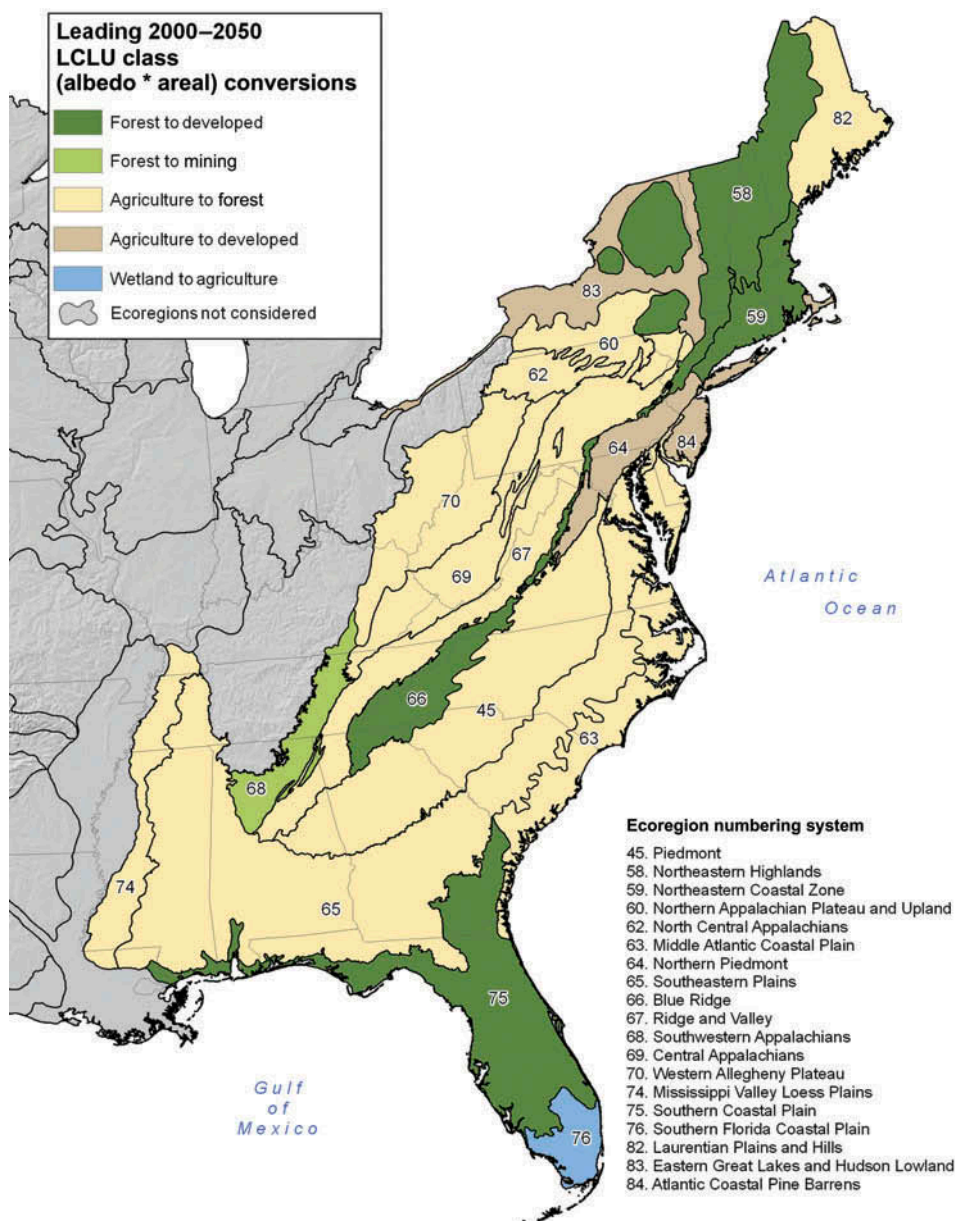 Leading 2000–2050
LCLU class
(albedo * areal) conversions
Forest to developed
Forest to mining
Agriculture to forest
Agriculture to developed
Wetland to agriculture
Ecoregions not considered
82
58
83
59
60
62
64
84
70
67
69
Atlantic
Ocean
66
45
63
68
74
65
75
Gulf
of
Mexico
76
Ecoregion numbering system
45. Piedmont
58. Northeastern Highlands
59. Northeastern Coastal Zone
60. Northern Appalachian Plateau and Upland
62. North Central Appalachians
63. Middle Atlantic Coastal Plain
64. Northern Piedmont
65. Southeastern Plains
66. Blue Ridge
67. Ridge and Valley
68. Southwestern Appalachians
69. Central Appalachians
70. Western Allegheny Plateau
74. Mississippi Valley Loess Plains
75. Southern Coastal Plain
76. Southern Florida Coastal Plain
82. Laurentian Plains and Hills
83. Eastern Great Lakes and Hudson Lowland
84. Atlantic Coastal Pine Barrens